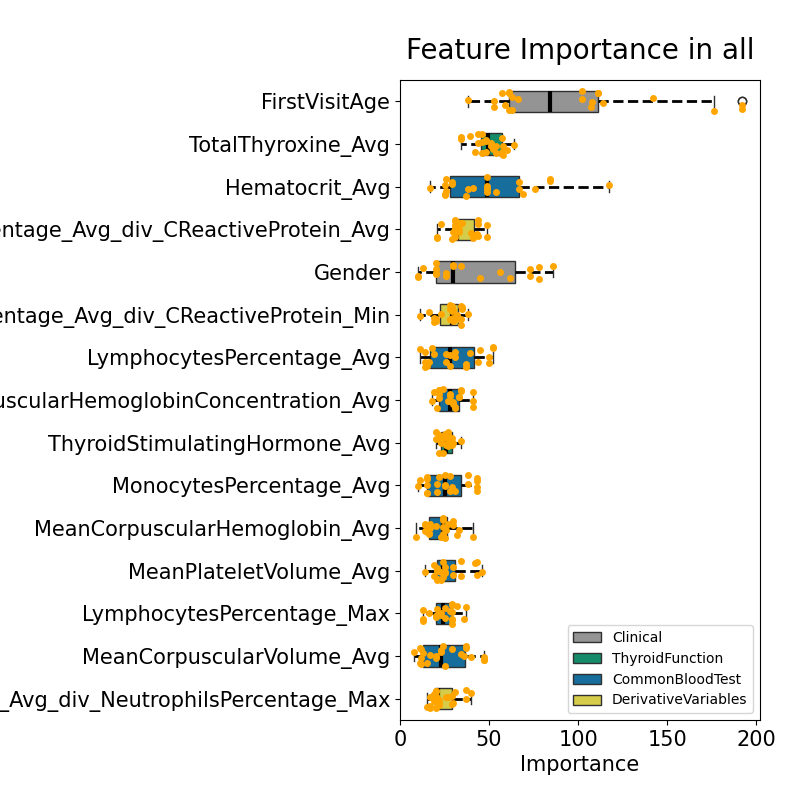 Feature Importance in all
FirstVisitAge
TotalThyroxine_Avg
Hematocrit_Avg
entage_Avg_div_CReactiveProtein_Avg
Gender
entage_Avg_div_CReactiveProtein_Min
LymphocytesPercentage_Avg
uscularHemoglobinConcentration_Avg
ThyroidStimulatingHormone_Avg
MonocytesPercentage_Avg
MeanCorpuscularHemoglobin_Avg
MeanPlateletVolume_Avg
LymphocytesPercentage_Max
MeanCorpuscularVolume_Avg
_Avg_div_NeutrophilsPercentage_Max
Clinical
ThyroidFunction
CommonBloodTest
DerivativeVariables
0 50 100 150 200
Importance